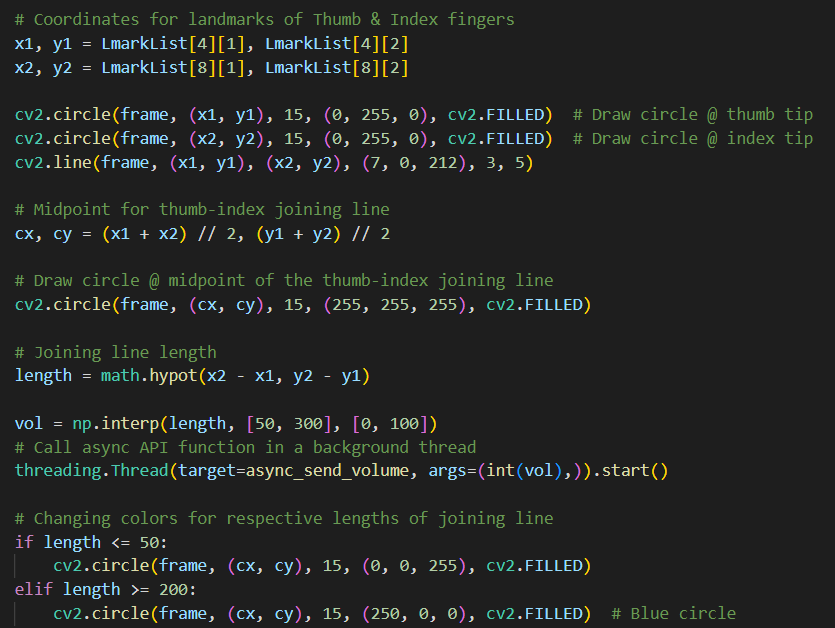 # Coordinates for landmarks of Thumb & Index fingers
x1, y1 = LmarkList[4][1], LmarkList[4][2]
x2, y2 = LmarkList[8][1], LmarkList[8][2]
cv2.circle(frame, (x1, y1), 15, (0, 255, 0), cv2.FILLED)  # Draw circle @ thumb tip
cv2.circle(frame, (x2, y2), 15, (0, 255, 0), cv2.FILLED)  # Draw circle @ index tip
cv2.line(frame, (x1, y1), (x2, y2), (7, 0, 212), 3, 5)
# Midpoint for thumb-index joining line
cx, cy = (x1 + x2) // 2, (y1 + y2) // 2
# Draw circle @ midpoint of the thumb-index joining line
cv2.circle(frame, (cx, cy), 15, (255, 255, 255), cv2.FILLED)
# Joining line length
length = math.hypot(x2 - x1, y2 - y1)
vol = np.interp(length, [50, 300], [0, 100])
# Call async API function in a background thread
threading.Thread(target=async_send_volume, args=(int(vol),)).start()
# Changing colors for respective lengths of joining line
if length <= 50:
    cv2.circle(frame, (cx, cy), 15, (0, 0, 255), cv2.FILLED)
elif length >= 200:
    cv2.circle(frame, (cx, cy), 15, (250, 0, 0), cv2.FILLED)  # Blue circle